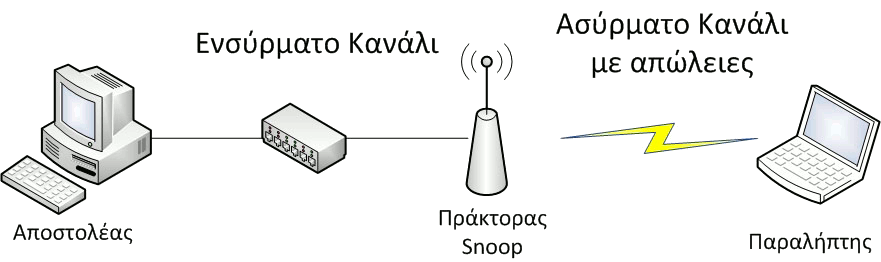 Ενσύρματο Κανάλι
Ασύρματο Κανάλι
με απώλειες
Αποστολέας
Πράκτορας
Snoop
Παραλήπτης